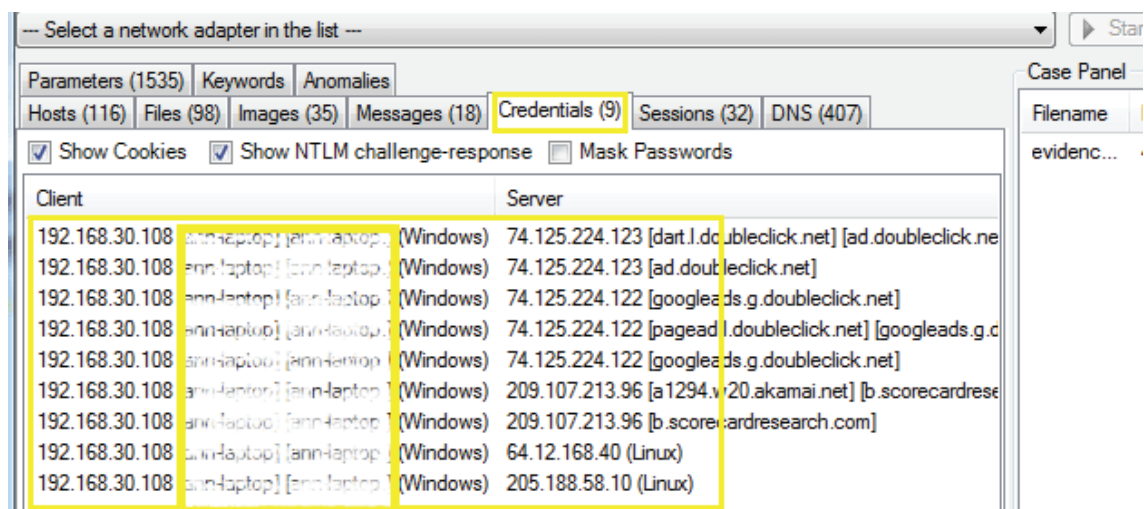 --- Select a network adapter in the list ---
Star
Parameters (1535) Keywords Anomalies
Case Panel
Hosts (116) Files (98) Images (35) Messages (18) Credentials (9) Sessions (32) DNS (407)
Filename
Show Cookies Show NTLM challenge-response Mask Passwords
evidenc...
Client Server
192.168.30.108 (Windows) 74.125.224.123 [dart.l.doubleclick.net] [ad.doubleclick.ne
192.168.30.108 (Windows) 74.125.224.123 [ad.doubleclick.net]
192.168.30.108 (Windows) 74.125.224.122 [googleads.g.doubleclick.net]
192.168.30.108 (Windows) 74.125.224.122 [pagead.l.doubleclick.net] [googleads.g.d
192.168.30.108 (Windows) 74.125.224.122 [googleads.g.doubleclick.net]
192.168.30.108 (Windows) 209.107.213.96 [a1294.w20.akamai.net] [b.scorecardrese
192.168.30.108 (Windows) 209.107.213.96 [b.scorecardresearch.com]
192.168.30.108 (Windows) 64.12.168.40 (Linux)
192.168.30.108 (Windows) 205.188.58.10 (Linux)